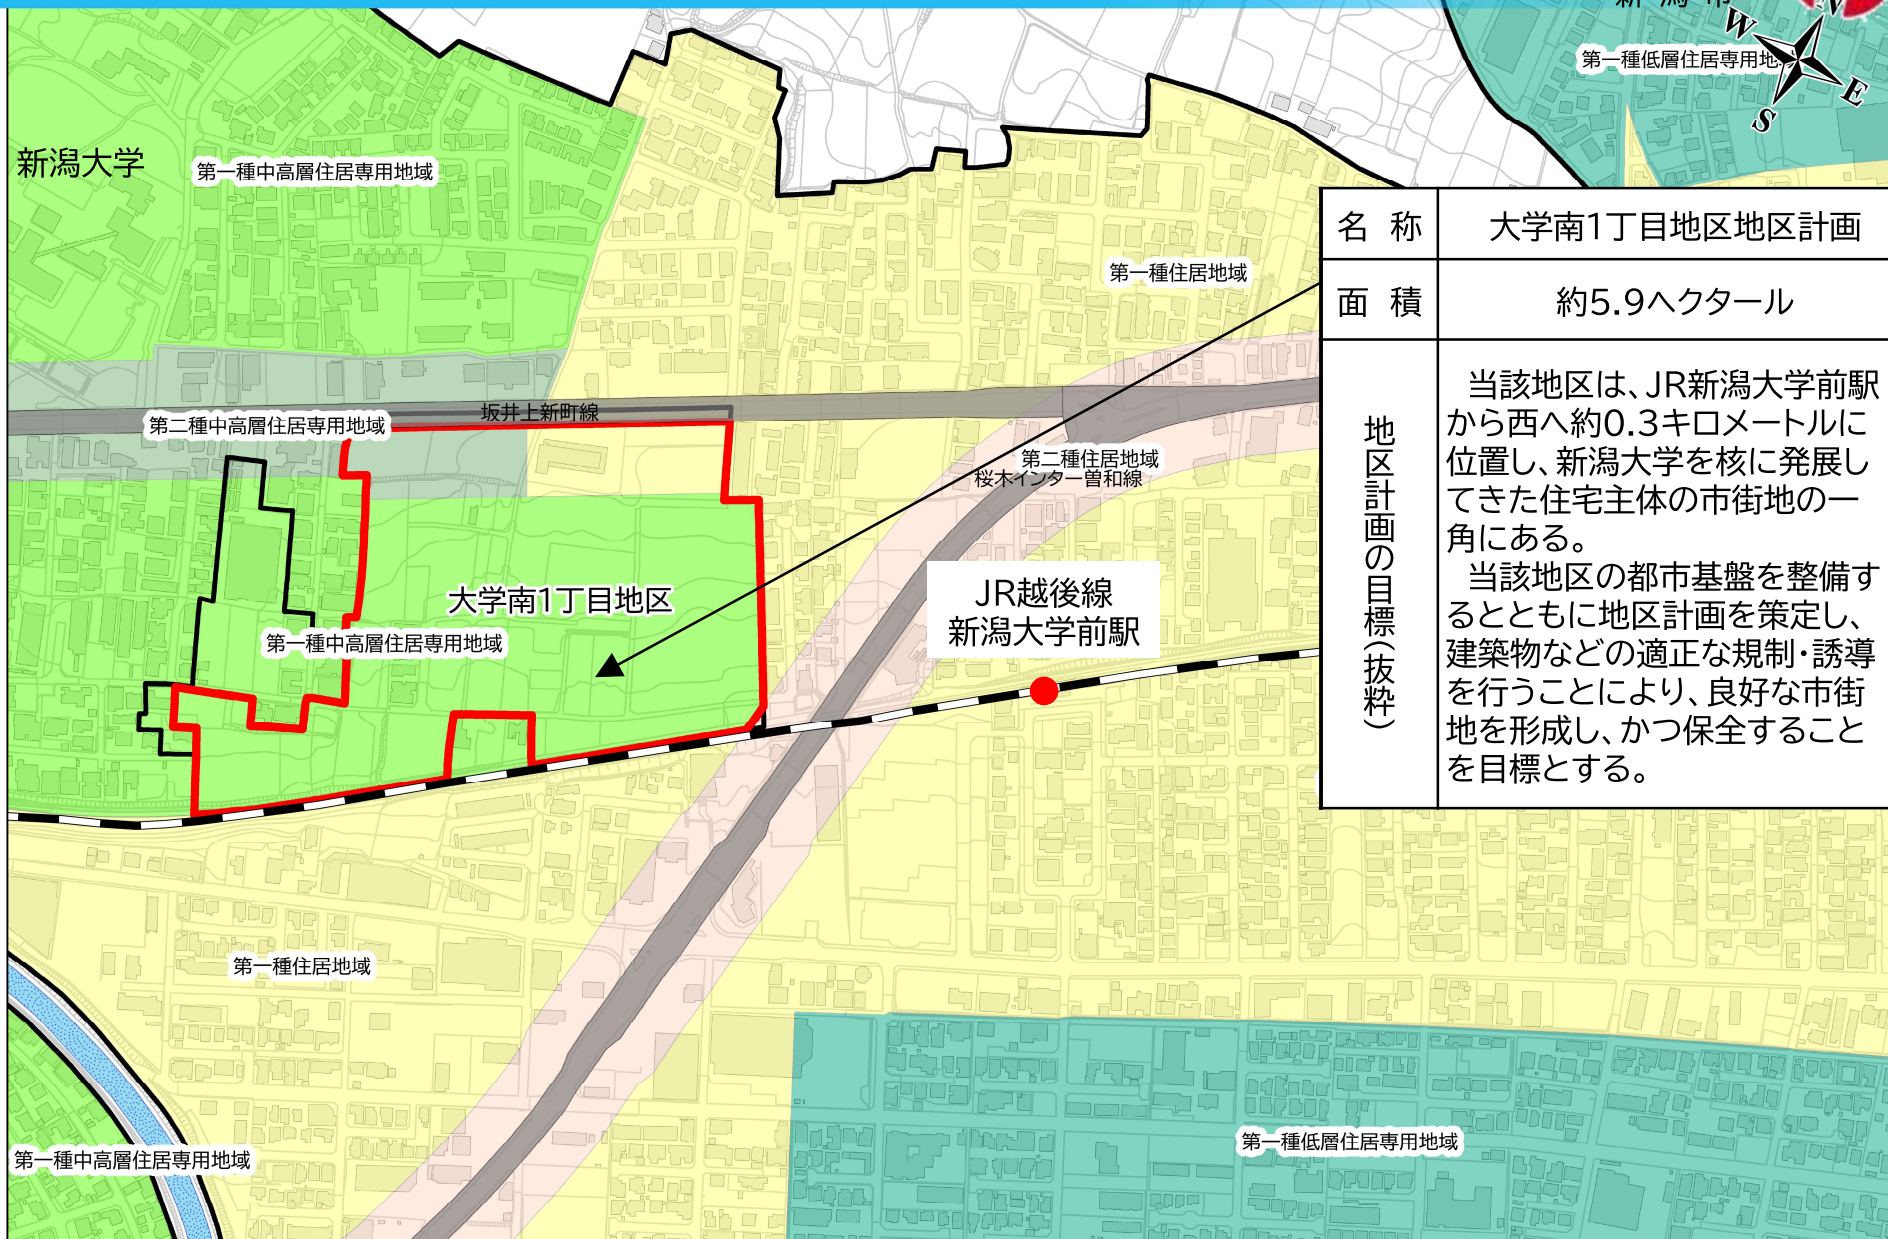 新潟市
N
W
E
S
第一種低層住居専用地
新潟大学
第一種中高層住居専用地域
第一種住居地域
名 称
大学南1丁目地区地区計画
面 積
約5.9ヘクタール
地区計画の目標(抜粋)
当該地区は、JR新潟大学前駅
から西へ約0.3キロメートルに
位置し、新潟大学を核に発展し
てきた住宅主体の市街地の一
角にある。
当該地区の都市基盤を整備す
るとともに地区計画を策定し、
建築物などの適正な規制・誘導
を行うことにより、良好な市街
地を形成し、かつ保全すること
を目標とする。
坂井上新町線
第二種中高層住居専用地域
第二種住居地域
桜木インター曽和線
大学南1丁目地区
JR越後線
新潟大学前駅
第一種中高層住居専用地域
第一種住居地域
第一種中高層住居専用地域
第一種低層住居専用地域